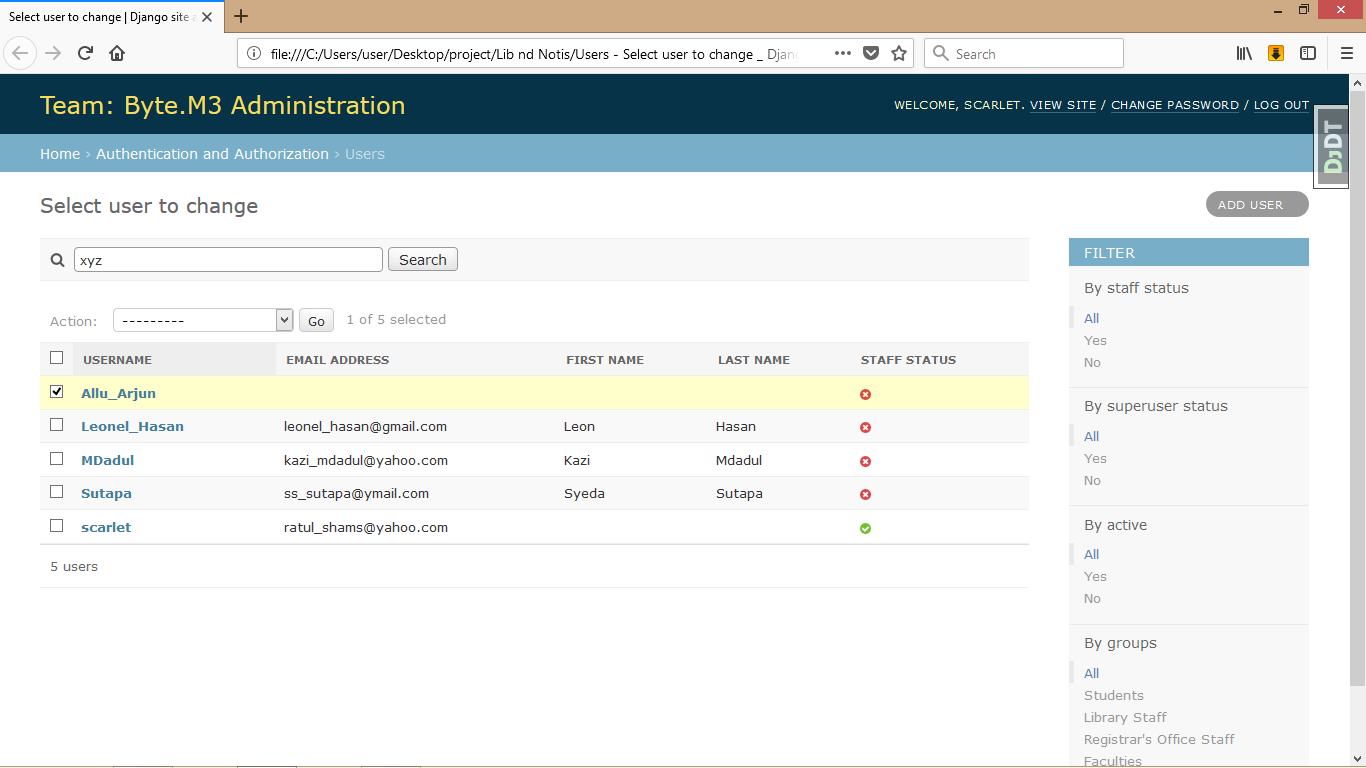 Select user to change | Django site a
file:///C:/Users/user/Desktop/project/Lib nd Notis/Users - Select user to change _ Djang
Search
Team: Byte.M3 Administration
WELCOME, SCARLET. VIEW SITE / CHANGE PASSWORD / LOG OUT
DJDT
Home › Authentication and Authorization › Users
Select user to change
ADD USER
xyz
Search
Action:
---------
Go
1 of 5 selected
USERNAME EMAIL ADDRESS FIRST NAME LAST NAME STAFF STATUS
Allu_Arjun
Leonel_Hasan leonel_hasan@gmail.com Leon Hasan
MDadul kazi_mdadul@yahoo.com Kazi Mdadul
Sutapa ss_sutapa@ymail.com Syeda Sutapa
scarlet ratul_shams@yahoo.com
5 users
FILTER
By staff status
All
Yes
No
By superuser status
All
Yes
No
By active
All
Yes
No
By groups
All
Students
Library Staff
Registrar's Office Staff
Faculties